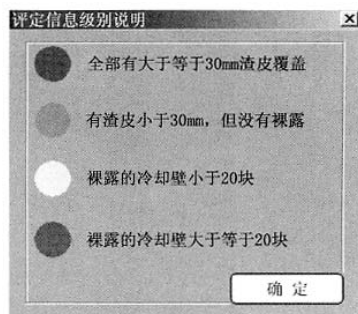 评定信息级别说明
全部有大于等于30mm渣皮覆盖
有渣皮小于30mm，但没有裸露
裸露的冷却壁小于20块
裸露的冷却壁大于等于20块
确 定